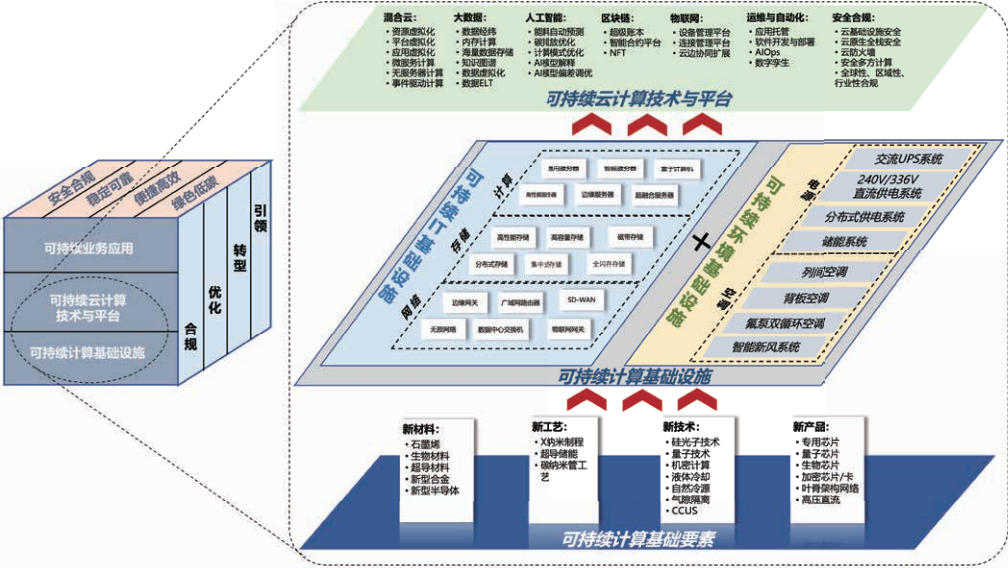 安全合规
稳定可靠
便捷高效
绿色低碳
可持续业务应用
可持续云计算
技术与平台
可持续计算基础设施
合规
优化
转型
引领
混合云：
• 资源虚拟化
• 平台虚拟化
• 应用虚拟化
• 微服务计算
• 无服务器计算
• 事件驱动计算
大数据：
• 数据经纬
• 内存计算
• 海量数据存储
• 知识图谱
• 数据虚拟化
• 数据ELT
人工智能：
• 能耗自动预测
• 碳排放优化
• 计算模式优化
• AI模型解释
• AI模型偏差调优
区块链：
• 超级账本
• 智能合约平台
• NFT
物联网：
• 设备管理平台
• 连接管理平台
• 云边协同扩展
运维与自动化：
• 应用托管
• 软件开发与部署
• AIOps
• 数字孪生
安全合规：
• 云基础设施安全
• 云原生全栈安全
• 云防火墙
• 安全多方计算
• 全球性、区域性、
行业性合规
可持续云计算技术与平台
可持续IT基础设施
计算
通用服务器
智能服务器
量子计算机
高性能服务器
边缘服务器
超融合服务器
存储
高性能存储
高容量存储
磁带存储
分布式存储
集中式存储
全闪存存储
网络
边缘网关
广域网路由器
SD-WAN
无源网络
数据中心交换机
物联网网关
+
可持续环境基础设施
电源
交流UPS系统
240V/336V
直流供电系统
分布式供电系统
储能系统
空调
列间空调
背板空调
氟泵双循环空调
智能新风系统
可持续计算基础设施
新材料：
• 石墨烯
• 生物材料
• 超导材料
• 新型合金
• 新型半导体
新工艺：
• X纳米制程
• 超导储能
• 碳纳米管工
艺
新技术：
• 硅光子技术
• 量子技术
• 机密计算
• 液体冷却
• 自然冷源
• 气隙隔离
• CCUS
新产品：
• 专用芯片
• 量子芯片
• 生物芯片
• 加密芯片/卡
• 叶脊架构网络
• 高压直流
可持续计算基础要素